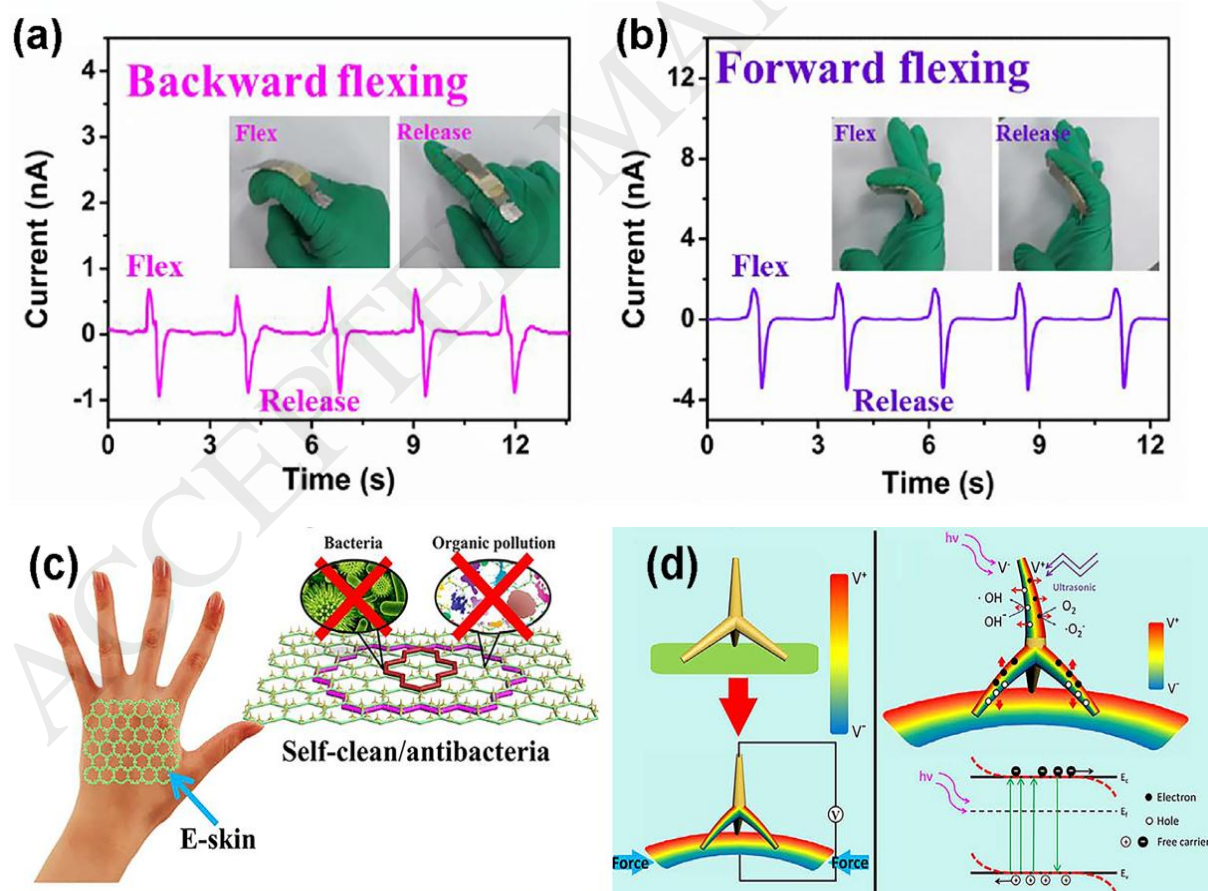 ACCEPTED MA
(a)
Backward flexing
Flex
Release
Flex
Release
Current (nA)
4
3
2
1
0
-1
0 3 6 9 12
Time (s)
(b)
Forward flexing
Flex
Release
Flex
Release
Current (nA)
12
8
4
0
-4
0 3 6 9 12
Time (s)
(c)
Bacteria
Organic pollution
Self-clean/antibacteria
E-skin
(d)
V+
V-
V
Force
Force
hν
V-
V+
Ultrasonic
· OH
OH-
O2
·O2-
V+
V-
hν
Ec
Ef
Ev
Electron
Hole
Free carrier